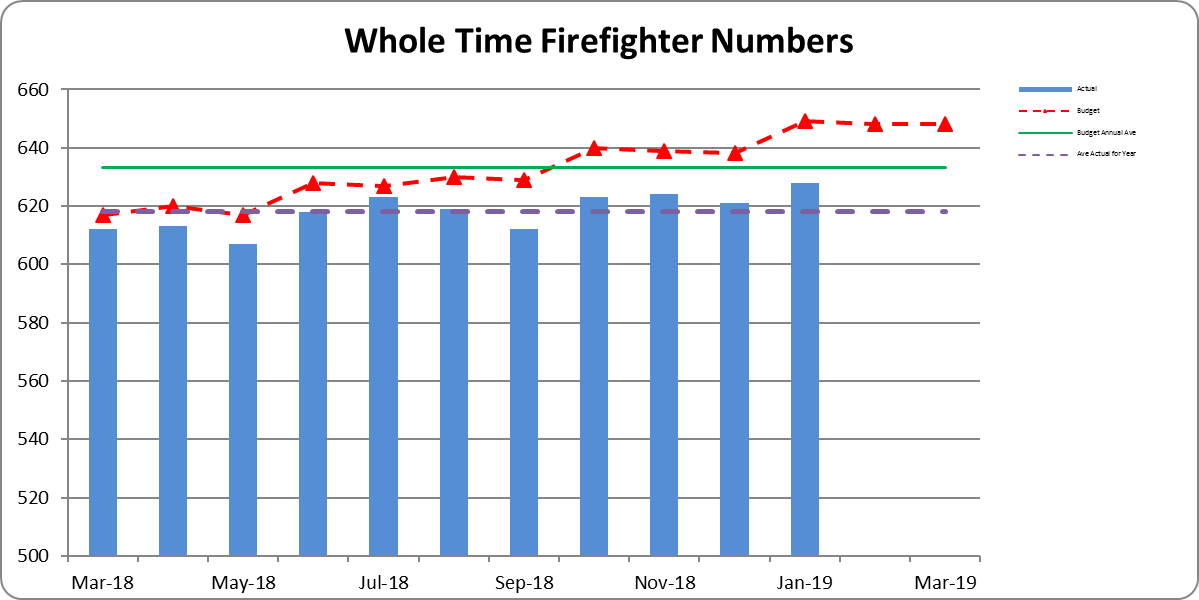 Whole Time Firefighter Numbers
660
640
620
600
580
560
540
520
500
Mar-18 May-18 Jul-18 Sep-18 Nov-18 Jan-19 Mar-19
Actual
Budget
Budget Annual Ave
Ave Actual for Year